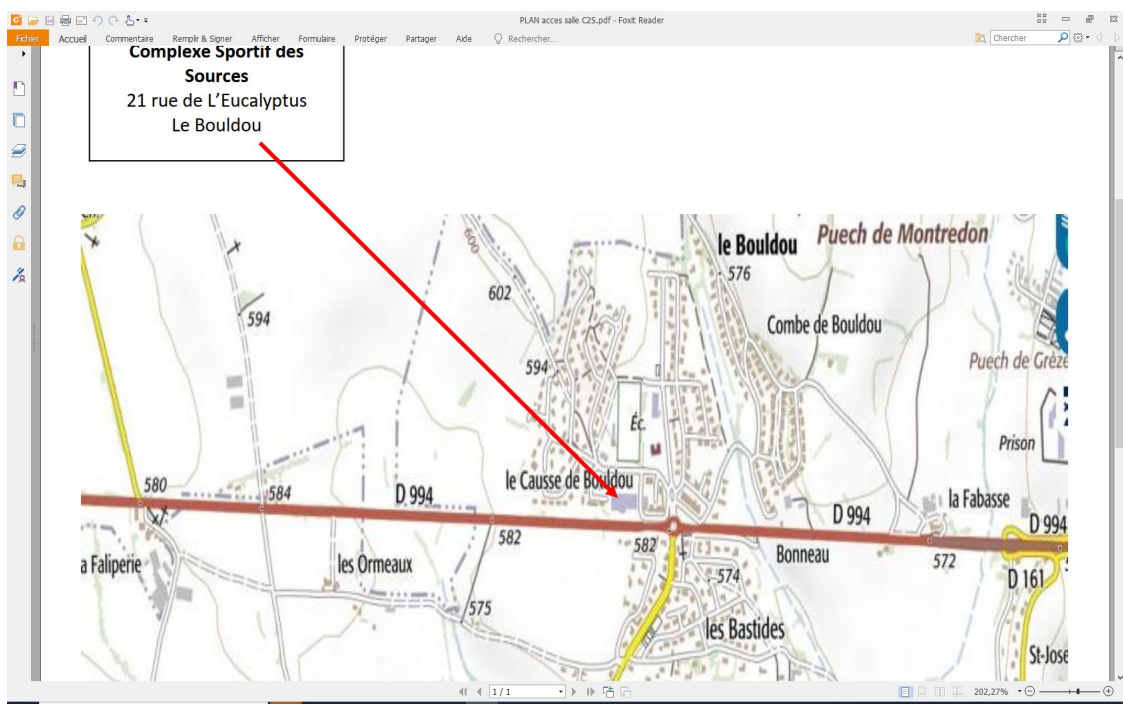 PLAN acces salle C2S.pdf - Foxit Reader
Fichier Accueil Commentaire Remplir & Signer Afficher Formulaire Protéger Partager Aide Rechercher... Chercher
Complexe Sportif des
Sources
21 rue de L'Eucalyptus
Le Bouldou
600
le Bouldou
Puech de Montredon
576
602
594
Combe de Bouldou
594
Puech de Grèze
Éc.
Prison
le Causse de Bouldou
580
584
D 994
la Fabasse
D 994
D 994
582
582
Bonneau
572
a Faliperie
les Ormeaux
574
D 161
575
les Bastides
St-Jose
1 / 1
202,27%